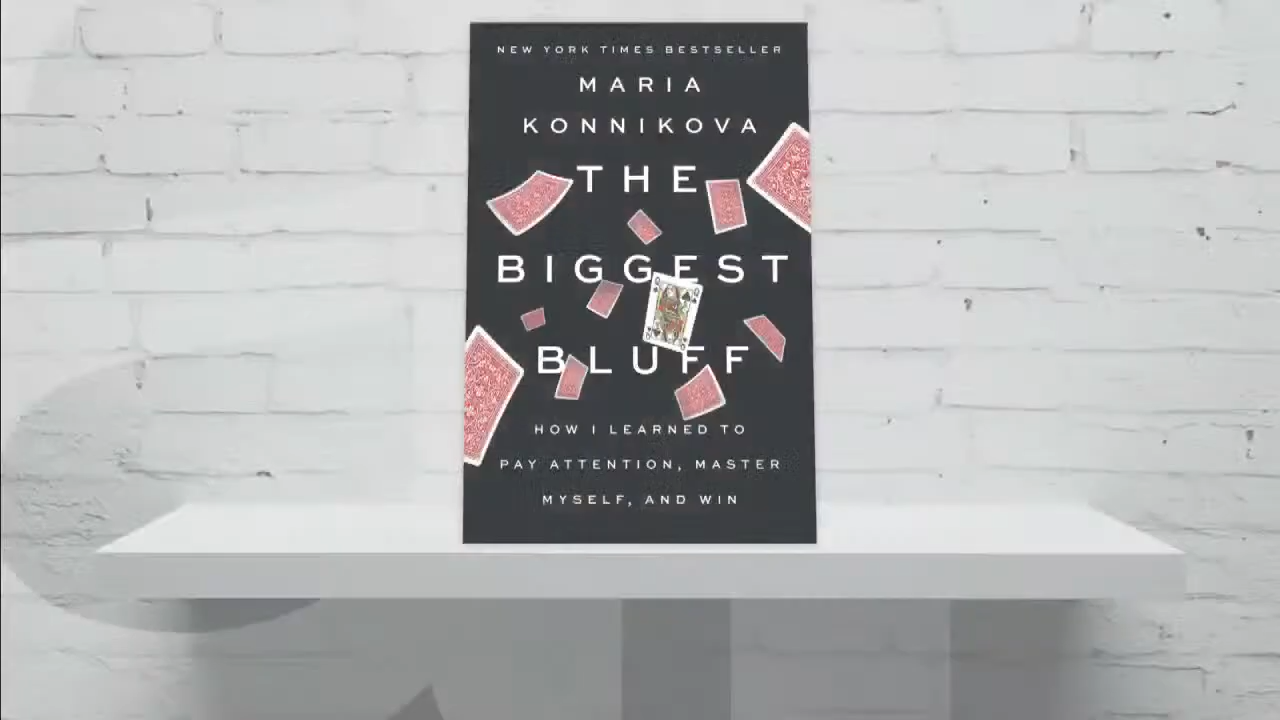 NEW YORK TIMES BESTSELLER
MARIA
KONNIKOVA
THE
BIGGEST
BLUFF
HOW I LEARNED TO
PAY ATTENTION, MASTER
MYSELF, AND WIN